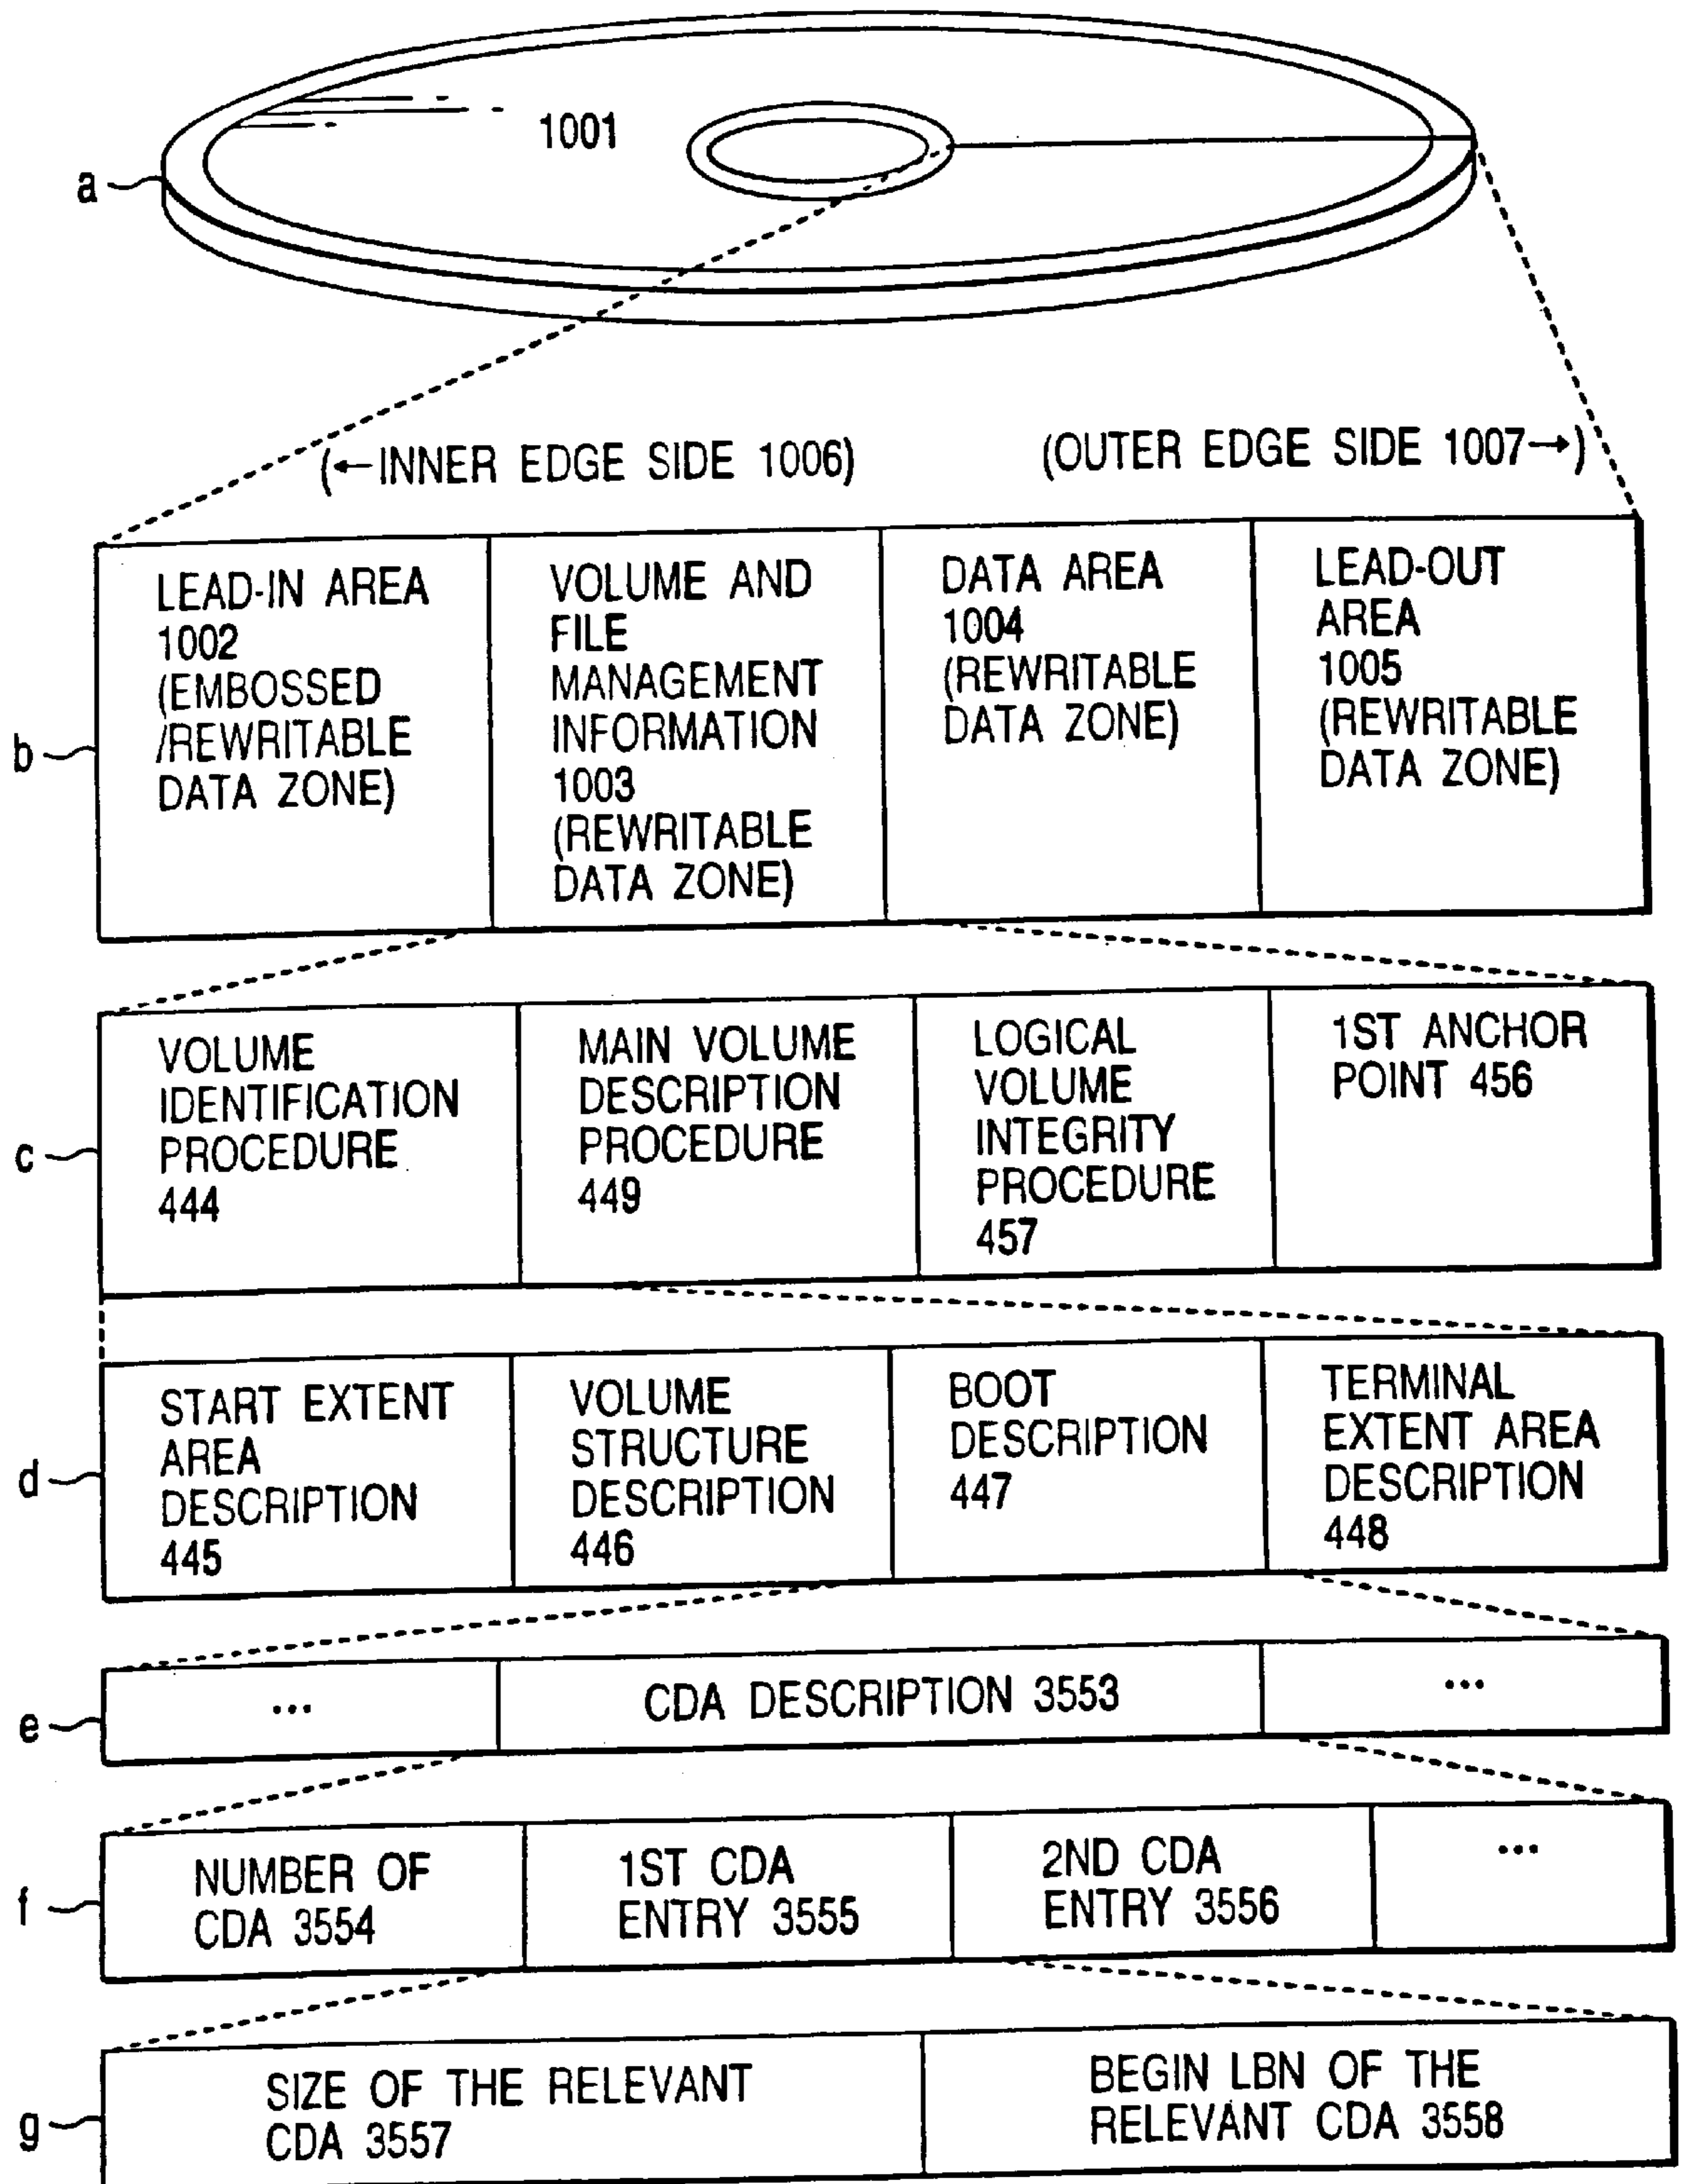 1001
a
(←INNER EDGE SIDE 1006)
(OUTER EDGE SIDE 1007→)
b
LEAD-IN AREA
1002
(EMBOSSED
/REWRITABLE
DATA ZONE)
VOLUME AND
FILE
MANAGEMENT
INFORMATION
1003
(REWRITABLE
DATA ZONE)
DATA AREA
1004
(REWRITABLE
DATA ZONE)
LEAD-OUT
AREA
1005
(REWRITABLE
DATA ZONE)
c
VOLUME
IDENTIFICATION
PROCEDURE
444
MAIN VOLUME
DESCRIPTION
PROCEDURE
449
LOGICAL
VOLUME
INTEGRITY
PROCEDURE
457
1ST ANCHOR
POINT 456
d
START EXTENT
AREA
DESCRIPTION
445
VOLUME
STRUCTURE
DESCRIPTION
446
BOOT
DESCRIPTION
447
TERMINAL
EXTENT AREA
DESCRIPTION
448
e
...
CDA DESCRIPTION 3553
...
f
NUMBER OF
CDA 3554
1ST CDA
ENTRY 3555
2ND CDA
ENTRY 3556
...
g
SIZE OF THE RELEVANT
CDA 3557
BEGIN LBN OF THE
RELEVANT CDA 3558